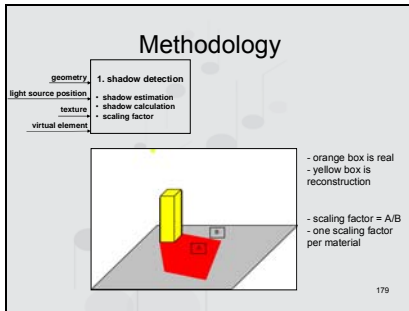 Methodology
geometry
light source position
texture
virtual element
1. shadow detection
• shadow estimation
• shadow calculation
• scaling factor
B
A
- orange box is real
- yellow box is
reconstruction
- scaling factor = A/B
- one scaling factor
per material
179